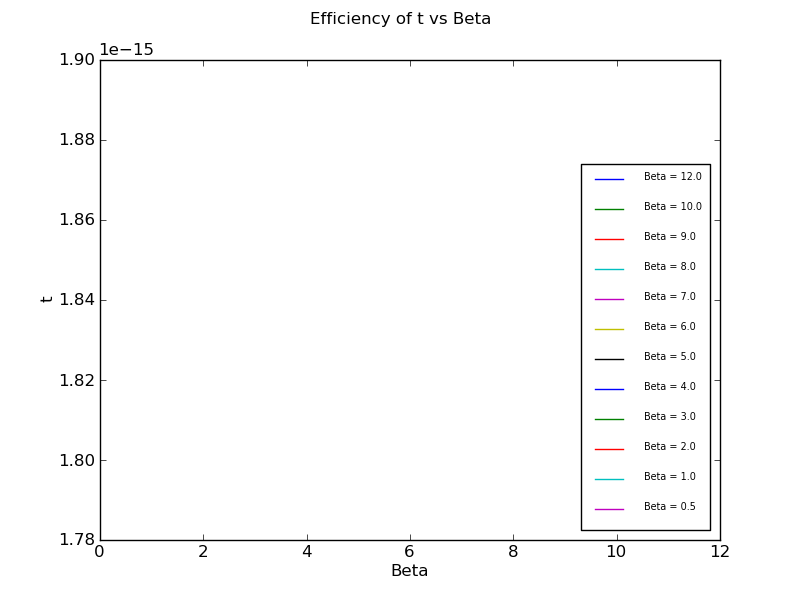 Efficiency of t vs Beta
1e−15
1.90
1.88
1.86
1.84
1.82
1.80
1.78
t
Beta = 12.0
Beta = 10.0
Beta = 9.0
Beta = 8.0
Beta = 7.0
Beta = 6.0
Beta = 5.0
Beta = 4.0
Beta = 3.0
Beta = 2.0
Beta = 1.0
Beta = 0.5
0 2 4 6 8 10 12
Beta